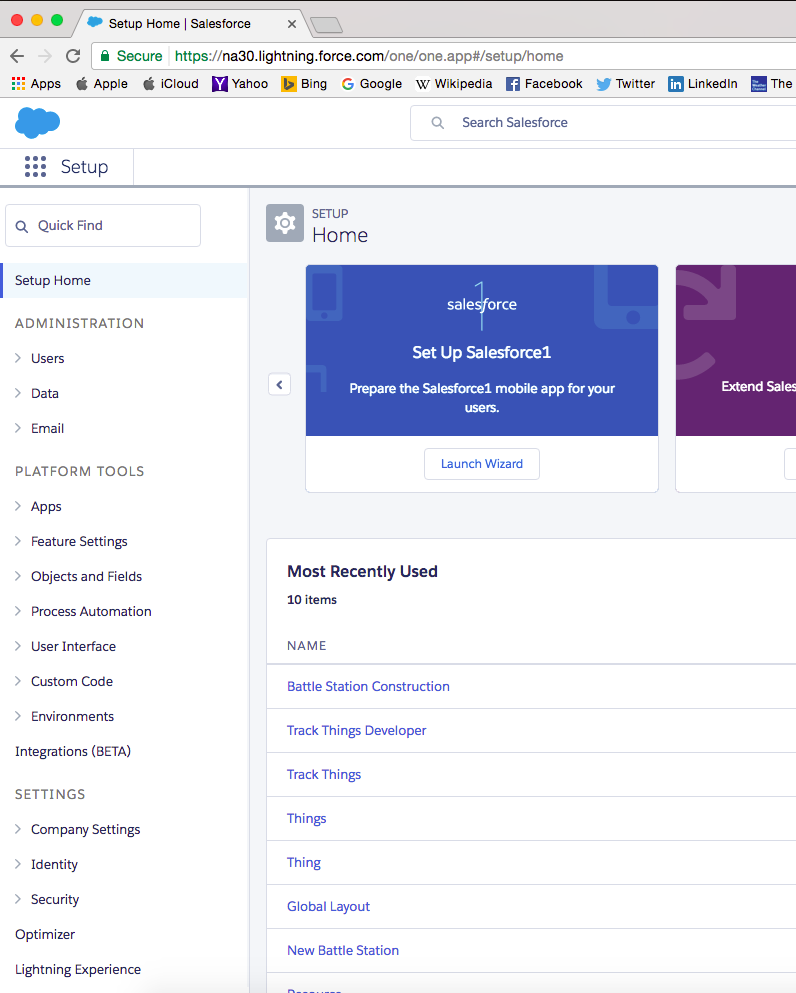 Setup Home | Salesforce
Secure https://na30.lightning.force.com/one/one.app#/setup/home
Apps Apple iCloud Yahoo Bing Google Wikipedia Facebook Twitter LinkedIn The
Search Salesforce
Setup
Quick Find
Setup Home
ADMINISTRATION
Users
Data
Email
PLATFORM TOOLS
Apps
Feature Settings
Objects and Fields
Process Automation
User Interface
Custom Code
Environments
Integrations (BETA)
SETTINGS
Company Settings
Identity
Security
Optimizer
Lightning Experience
SETUP
Home
salesforce
1
Set Up Salesforce1
Prepare the Salesforce1 mobile app for your
users.
Launch Wizard
Extend Sales
Most Recently Used
10 items
NAME
Battle Station Construction
Track Things Developer
Track Things
Things
Thing
Global Layout
New Battle Station